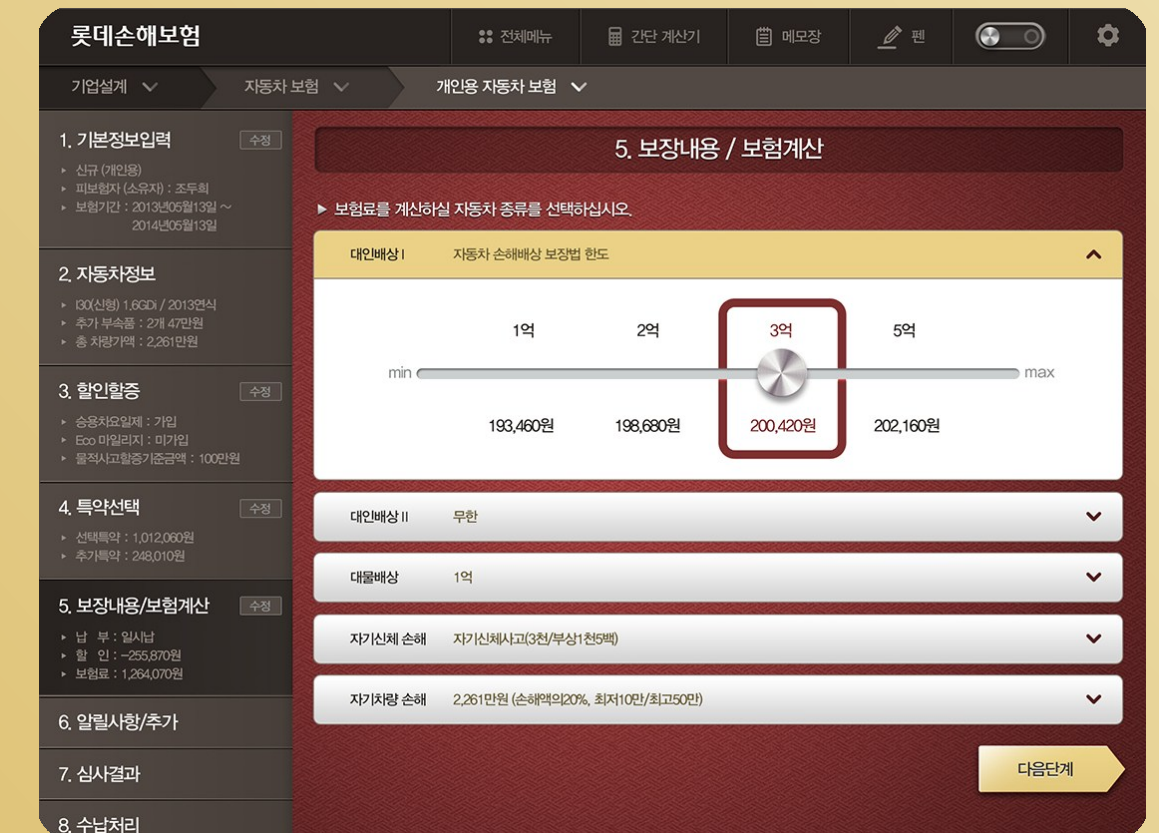 롯데손해보험
전체메뉴
간단 계산기
메모장
펜
기업설계
자동차 보험
개인용 자동차 보험
1. 기본정보입력
수정
신규 (개인용)
피보험자 (소유자) : 조두희
보험기간 : 2013년05월13일 ~
2014년05월13일
2. 자동차정보
I30(신형) 1.6GDi / 2013연식
추가 부속품 : 2개 47만원
총 차량가액 : 2,261만원
3. 할인할증
수정
승용차요일제 : 가입
Eco 마일리지 : 미가입
물적사고할증기준금액 : 100만원
4. 특약선택
수정
선택특약 : 1,012,060원
추가특약 : 248,010원
5. 보장내용/보험계산
수정
납 부 : 일시납
할 인 : -255,870원
보험료 : 1,264,070원
6. 알릴사항/추가
7. 심사결과
8. 수납처리
5. 보장내용 / 보험계산
보험료를 계산하실 자동차 종류를 선택하십시오.
대인배상 I 자동차 손해배상 보장법 한도
1억 2억 3억 5억
min max
193,460원 198,680원 200,420원 202,160원
대인배상 II 무한
대물배상 1억
자기신체 손해 자기신체사고(3천/부상1천5백)
자기차량 손해 2,261만원 (손해액의20%, 최저10만/최고50만)
다음단계